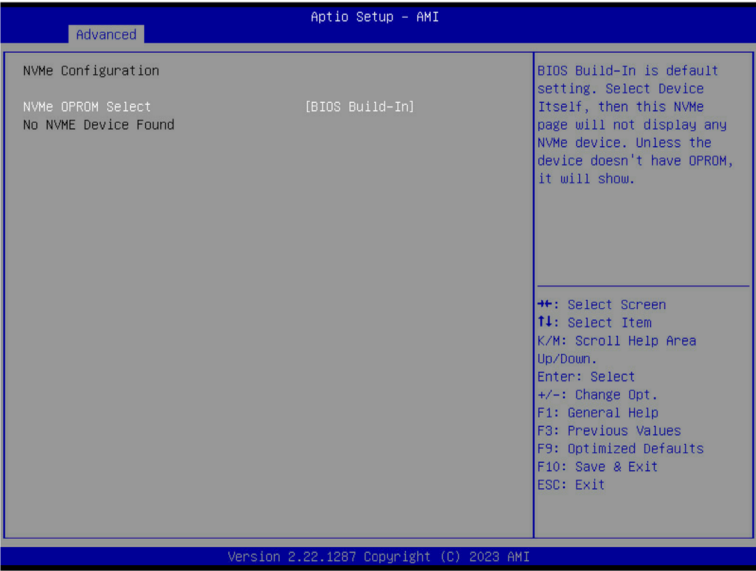 Aptio Setup - AMI
Advanced
NVMe Configuration
NVMe OPROM Select [BIOS Build-In]
No NVME Device Found
BIOS Build-In is default
setting. Select Device
Itself, then this NVMe
page will not display any
NVMe device. Unless the
device doesn't have OPROM,
it will show.
→←: Select Screen
↑↓: Select Item
K/M: Scroll Help Area
Up/Down.
Enter: Select
+/-: Change Opt.
F1: General Help
F3: Previous Values
F9: Optimized Defaults
F10: Save & Exit
ESC: Exit
Version 2.22.1287 Copyright (C) 2023 AMI